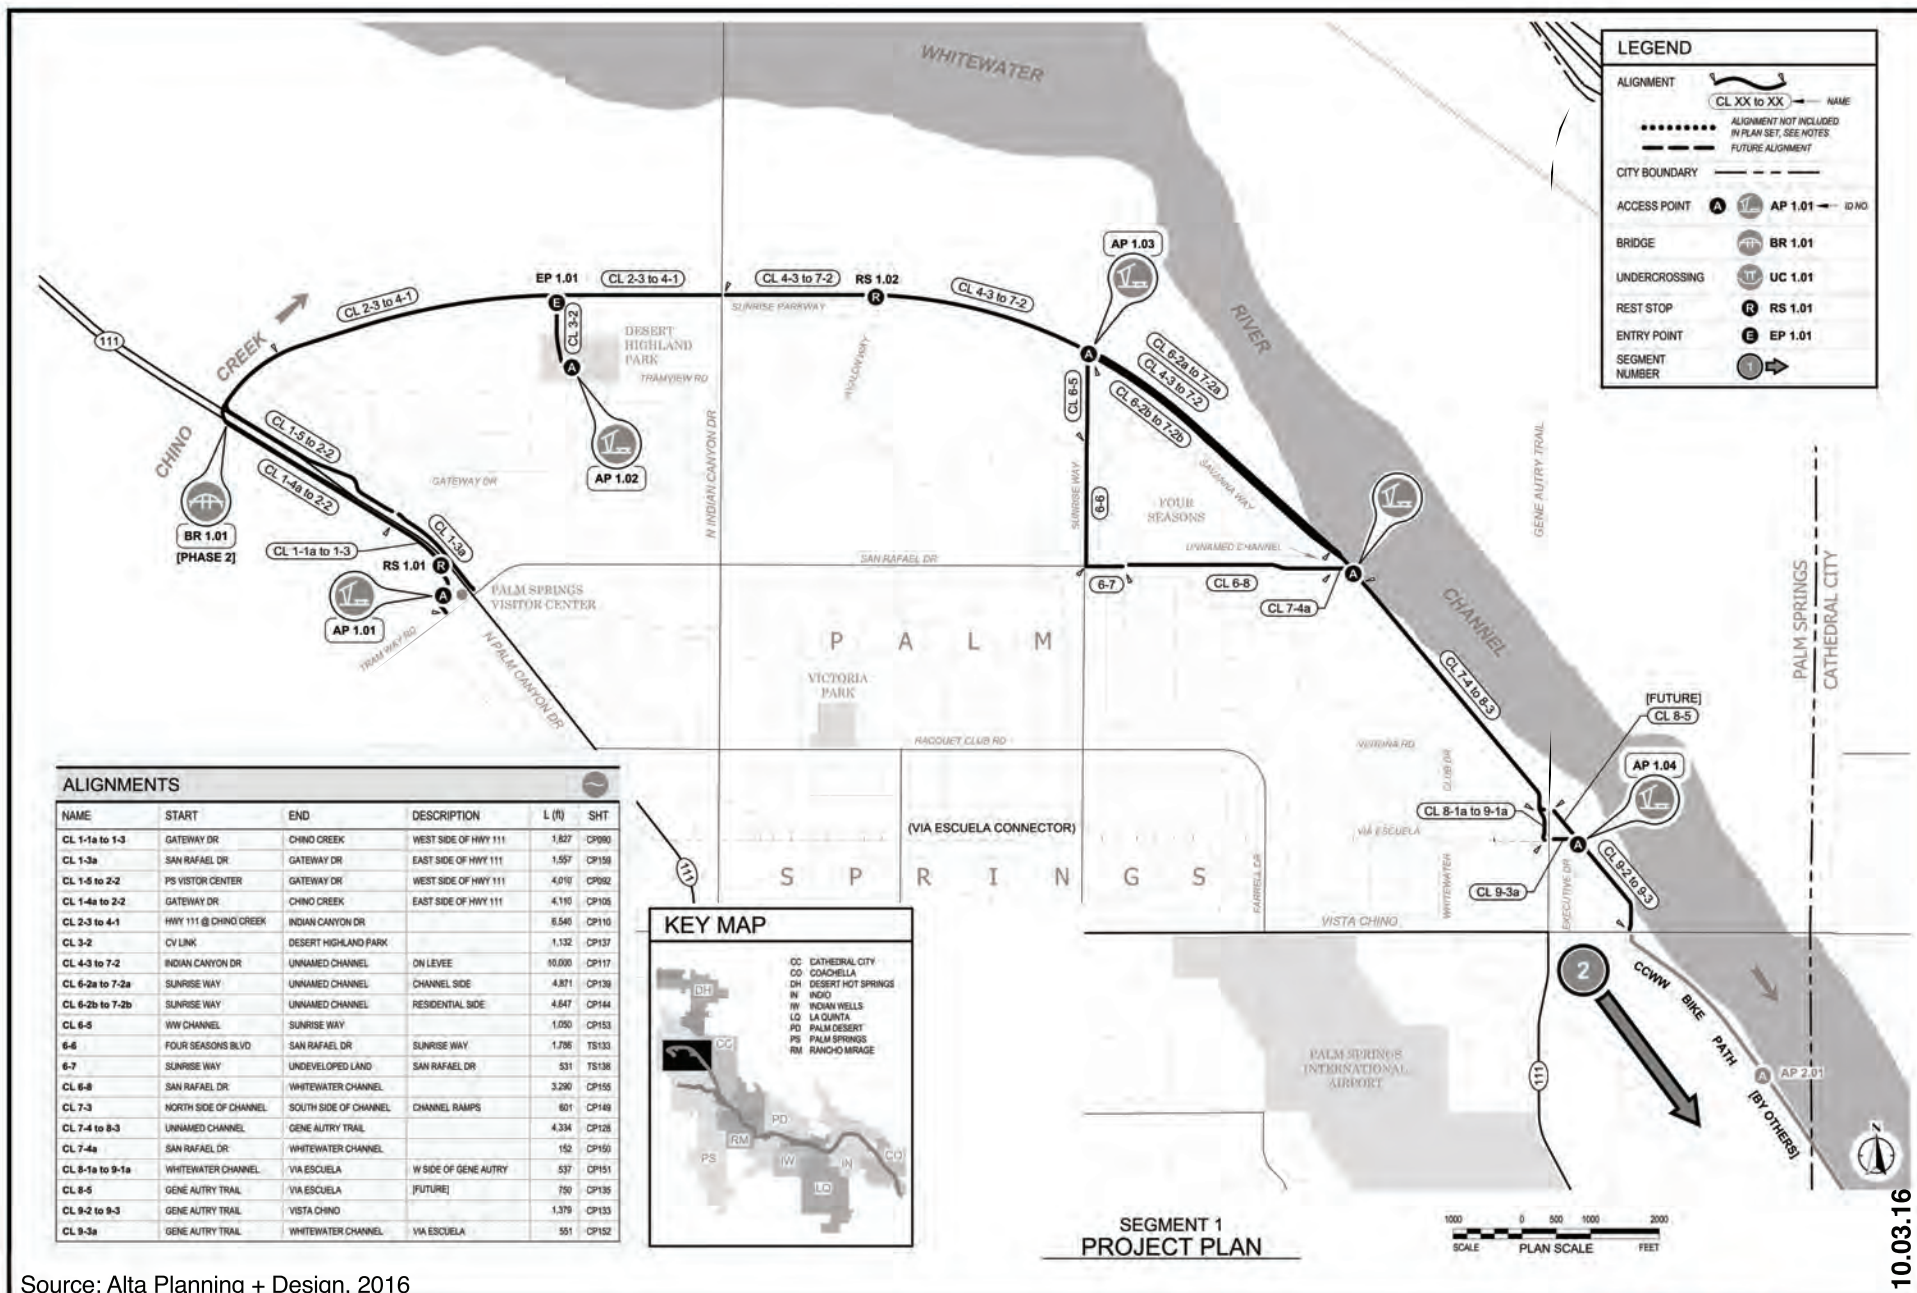 WHITEWATER
RIVER
CHANNEL
LEGEND
ALIGNMENT
CL XX to XX
NAME
ALIGNMENT NOT INCLUDED
IN PLAN SET, SEE NOTES
FUTURE ALIGNMENT
CITY BOUNDARY
ACCESS POINT A AP 1.01 ID NO.
BRIDGE BR 1.01
UNDERCROSSING UC 1.01
REST STOP R RS 1.01
ENTRY POINT E EP 1.01
SEGMENT
NUMBER
1
111
CHINO
CREEK
CL 2-3 to 4-1
EP 1.01
E
CL 2-3 to 4-1
CL 4-3 to 7-2
RS 1.02
R
SUNRISE PARKWAY
CL 4-3 to 7-2
AP 1.03
A
CL 3-2
DESERT
HIGHLAND
PARK
TRAMVIEW RD
A
AP 1.02
AVALON WAY
N INDIAN CANYON DR
CL 6-2a to 7-2a
CL 4-3 to 7-2
CL 6-2b to 7-2b
SAVANNA WAY
CL 6-5
6-6
SUNRISE WAY
FOUR
SEASONS
UNNAMED CHANNEL
6-7
CL 6-8
CL 7-4a
A
SAN RAFAEL DR
CL 1-5 to 2-2
CL 1-4a to 2-2
BR 1.01
[PHASE 2]
GATEWAY DR
CL 1-1a to 1-3
CL 1-3a
RS 1.01
R
A
AP 1.01
PALM SPRINGS
VISITOR CENTER
TRAM WAY RD
N PALM CANYON DR
PALM
SPRINGS
VICTORIA
PARK
RACQUET CLUB RD
(VIA ESCUELA CONNECTOR)
GENE AUTRY TRAIL
PALM SPRINGS
CATHEDRAL CITY
CL 7-4 to 8-3
[FUTURE]
CL 8-5
AP 1.04
VERONA RD
CLUB DR
WHITEWATER
CL 8-1a to 9-1a
VIA ESCUELA
A
CL 9-3a
CL 9-2 to 9-3
EXECUTIVE DR
FARRELL DR
VISTA CHINO
2
CCWW BIKE PATH
A AP 2.01
[BY OTHERS]
PALM SPRINGS
INTERNATIONAL
AIRPORT
111
111
ALIGNMENTS
NAME START END DESCRIPTION L (ft) SHT
CL 1-1a to 1-3 GATEWAY DR CHINO CREEK WEST SIDE OF HWY 111 1,827 CP090
CL 1-3a SAN RAFAEL DR GATEWAY DR EAST SIDE OF HWY 111 1,557 CP159
CL 1-5 to 2-2 PS VISTOR CENTER GATEWAY DR WEST SIDE OF HWY 111 4,010 CP092
CL 1-4a to 2-2 GATEWAY DR CHINO CREEK EAST SIDE OF HWY 111 4,110 CP105
CL 2-3 to 4-1 HWY 111 @ CHINO CREEK INDIAN CANYON DR 6,540 CP110
CL 3-2 CV LINK DESERT HIGHLAND PARK 1,132 CP137
CL 4-3 to 7-2 INDIAN CANYON DR UNNAMED CHANNEL ON LEVEE 10,000 CP117
CL 6-2a to 7-2a SUNRISE WAY UNNAMED CHANNEL CHANNEL SIDE 4,871 CP139
CL 6-2b to 7-2b SUNRISE WAY UNNAMED CHANNEL RESIDENTIAL SIDE 4,647 CP144
CL 6-5 WW CHANNEL SUNRISE WAY 1,050 CP153
6-6 FOUR SEASONS BLVD SAN RAFAEL DR SUNRISE WAY 1,786 TS133
6-7 SUNRISE WAY UNDEVELOPED LAND SAN RAFAEL DR 531 TS138
CL 6-8 SAN RAFAEL DR WHITEWATER CHANNEL 3,290 CP155
CL 7-3 NORTH SIDE OF CHANNEL SOUTH SIDE OF CHANNEL CHANNEL RAMPS 601 CP149
CL 7-4 to 8-3 UNNAMED CHANNEL GENE AUTRY TRAIL 4,334 CP128
CL 7-4a SAN RAFAEL DR WHITEWATER CHANNEL 152 CP150
CL 8-1a to 9-1a WHITEWATER CHANNEL VIA ESCUELA W SIDE OF GENE AUTRY 537 CP151
CL 8-5 GENE AUTRY TRAIL VIA ESCUELA [FUTURE] 750 CP135
CL 9-2 to 9-3 GENE AUTRY TRAIL VISTA CHINO 1,379 CP133
CL 9-3a GENE AUTRY TRAIL WHITEWATER CHANNEL VIA ESCUELA 551 CP152
KEY MAP
CC CATHEDRAL CITY
CO COACHELLA
DH DESERT HOT SPRINGS
IN INDIO
IW INDIAN WELLS
LQ LA QUINTA
PD PALM DESERT
PS PALM SPRINGS
RM RANCHO MIRAGE
DH
CC
PD
RM
PS
IW
IN
CO
LQ
SEGMENT 1
PROJECT PLAN
1000 0 500 1000 2000
SCALE PLAN SCALE FEET
N
10.03.16
Source: Alta Planning + Design, 2016